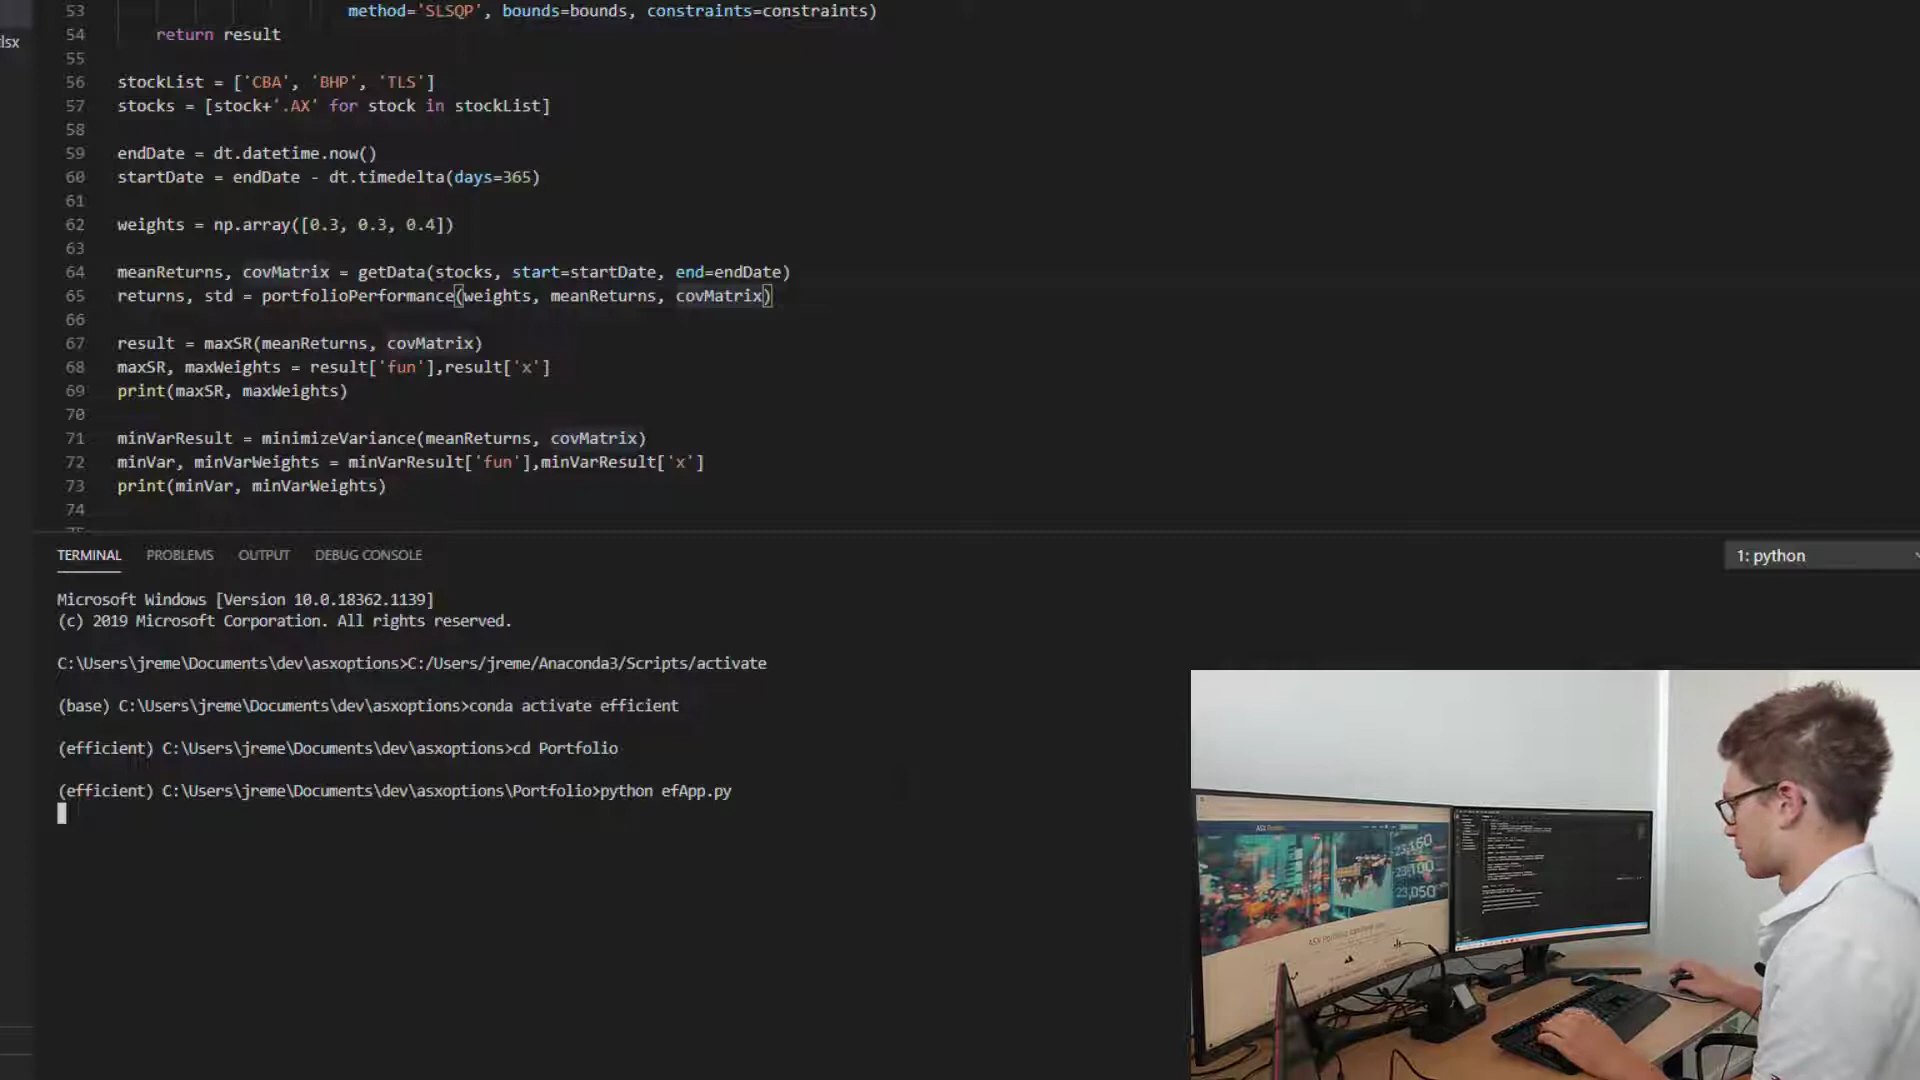 53 method='SLSQP', bounds=bounds, constraints=constraints)
lsx
54 return result
55
56 stockList = ['CBA', 'BHP', 'TLS']
57 stocks = [stock+'.AX' for stock in stockList]
58
59 endDate = dt.datetime.now()
60 startDate = endDate - dt.timedelta(days=365)
61
62 weights = np.array([0.3, 0.3, 0.4])
63
64 meanReturns, covMatrix = getData(stocks, start=startDate, end=endDate)
65 returns, std = portfolioPerformance(weights, meanReturns, covMatrix)
66
67 result = maxSR(meanReturns, covMatrix)
68 maxSR, maxWeights = result['fun'],result['x']
69 print(maxSR, maxWeights)
70
71 minVarResult = minimizeVariance(meanReturns, covMatrix)
72 minVar, minVarWeights = minVarResult['fun'],minVarResult['x']
73 print(minVar, minVarWeights)
74
TERMINAL PROBLEMS OUTPUT DEBUG CONSOLE 1: python
Microsoft Windows [Version 10.0.18362.1139]
(c) 2019 Microsoft Corporation. All rights reserved.
C:\Users\jreme\Documents\dev\asxoptions>C:/Users/jreme/Anaconda3/Scripts/activate
(base) C:\Users\jreme\Documents\dev\asxoptions>conda activate efficient
(efficient) C:\Users\jreme\Documents\dev\asxoptions>cd Portfolio
(efficient) C:\Users\jreme\Documents\dev\asxoptions\Portfolio>python efApp.py
23,160
23,100
23,050